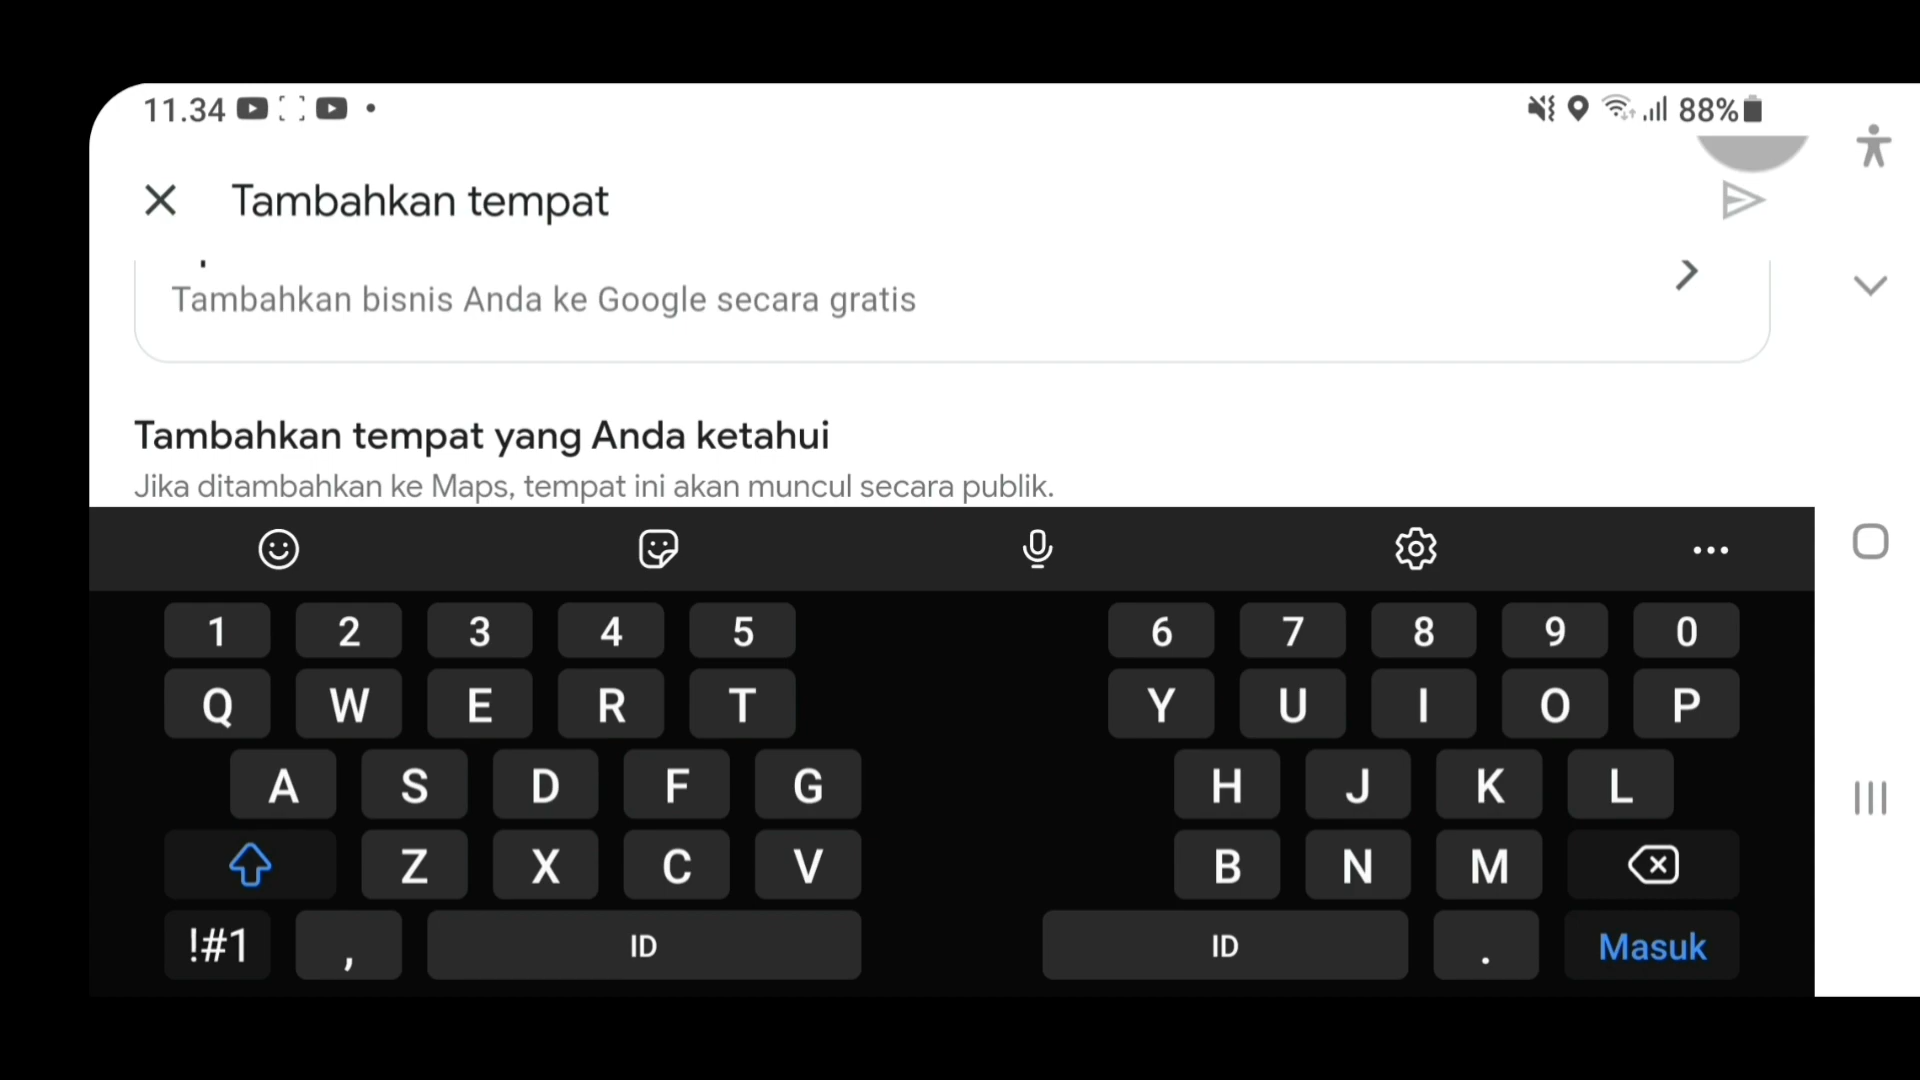 11.34
88%
Tambahkan tempat
Tambahkan bisnis Anda ke Google secara gratis
Tambahkan tempat yang Anda ketahui
Jika ditambahkan ke Maps, tempat ini akan muncul secara publik.
1 2 3 4 5 6 7 8 9 0
Q W E R T Y U I O P
A S D F G H J K L
Z X C V B N M
!#1 , ID ID . Masuk